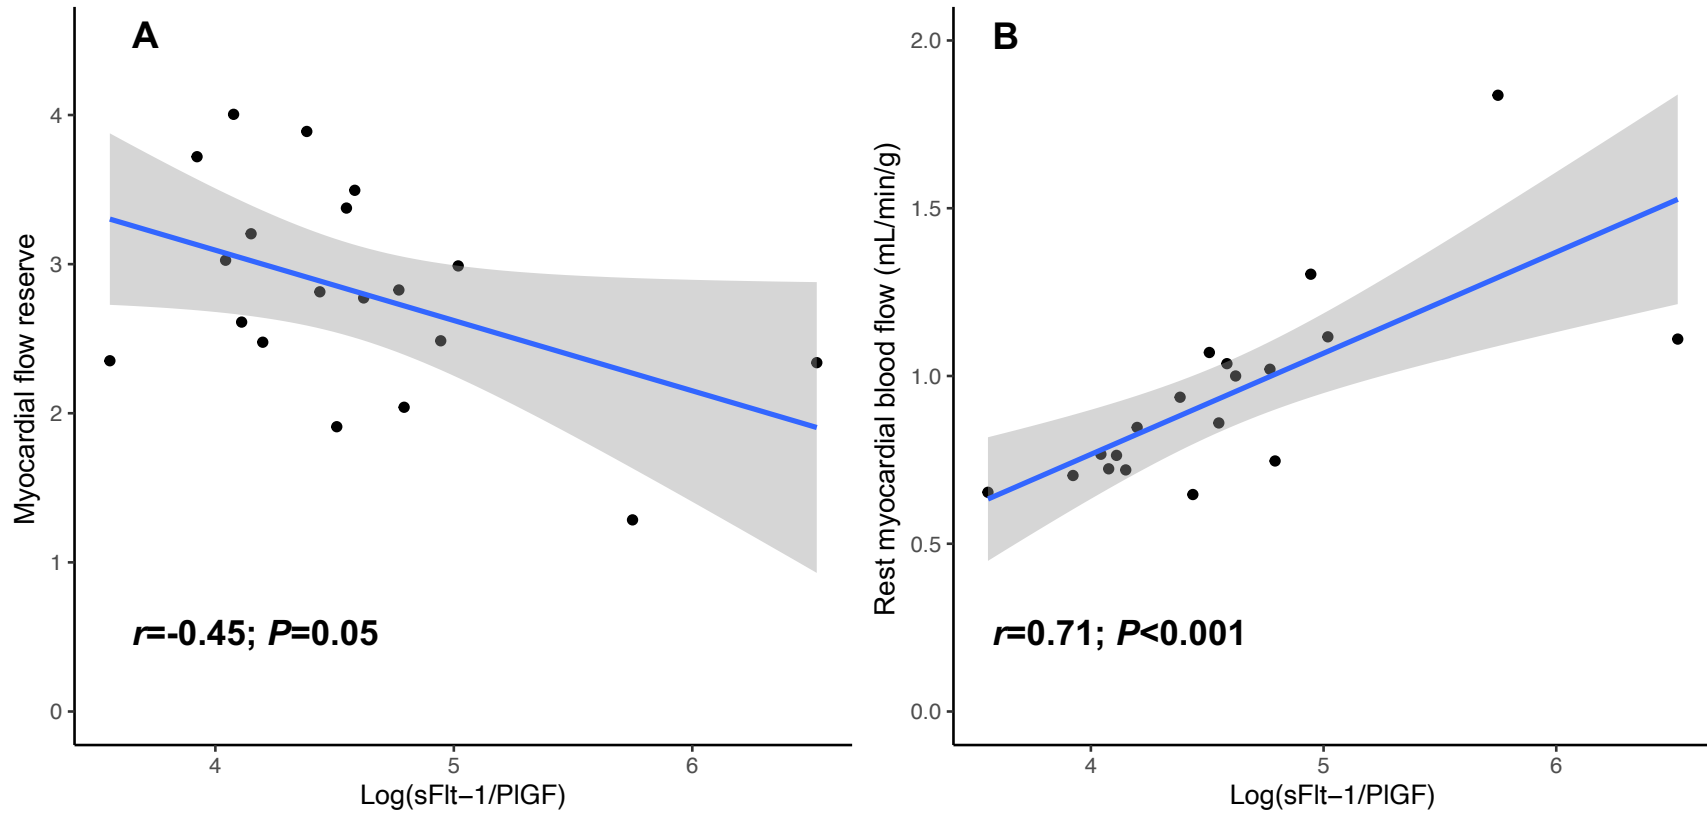 A
Myocardial flow reserve
4
3
2
1
0
r=-0.45; P=0.05
4 5 6
Log(sFlt−1/PlGF)
B
Rest myocardial blood flow (mL/min/g)
2.0
1.5
1.0
0.5
0.0
r=0.71; P<0.001
4 5 6
Log(sFlt−1/PlGF)